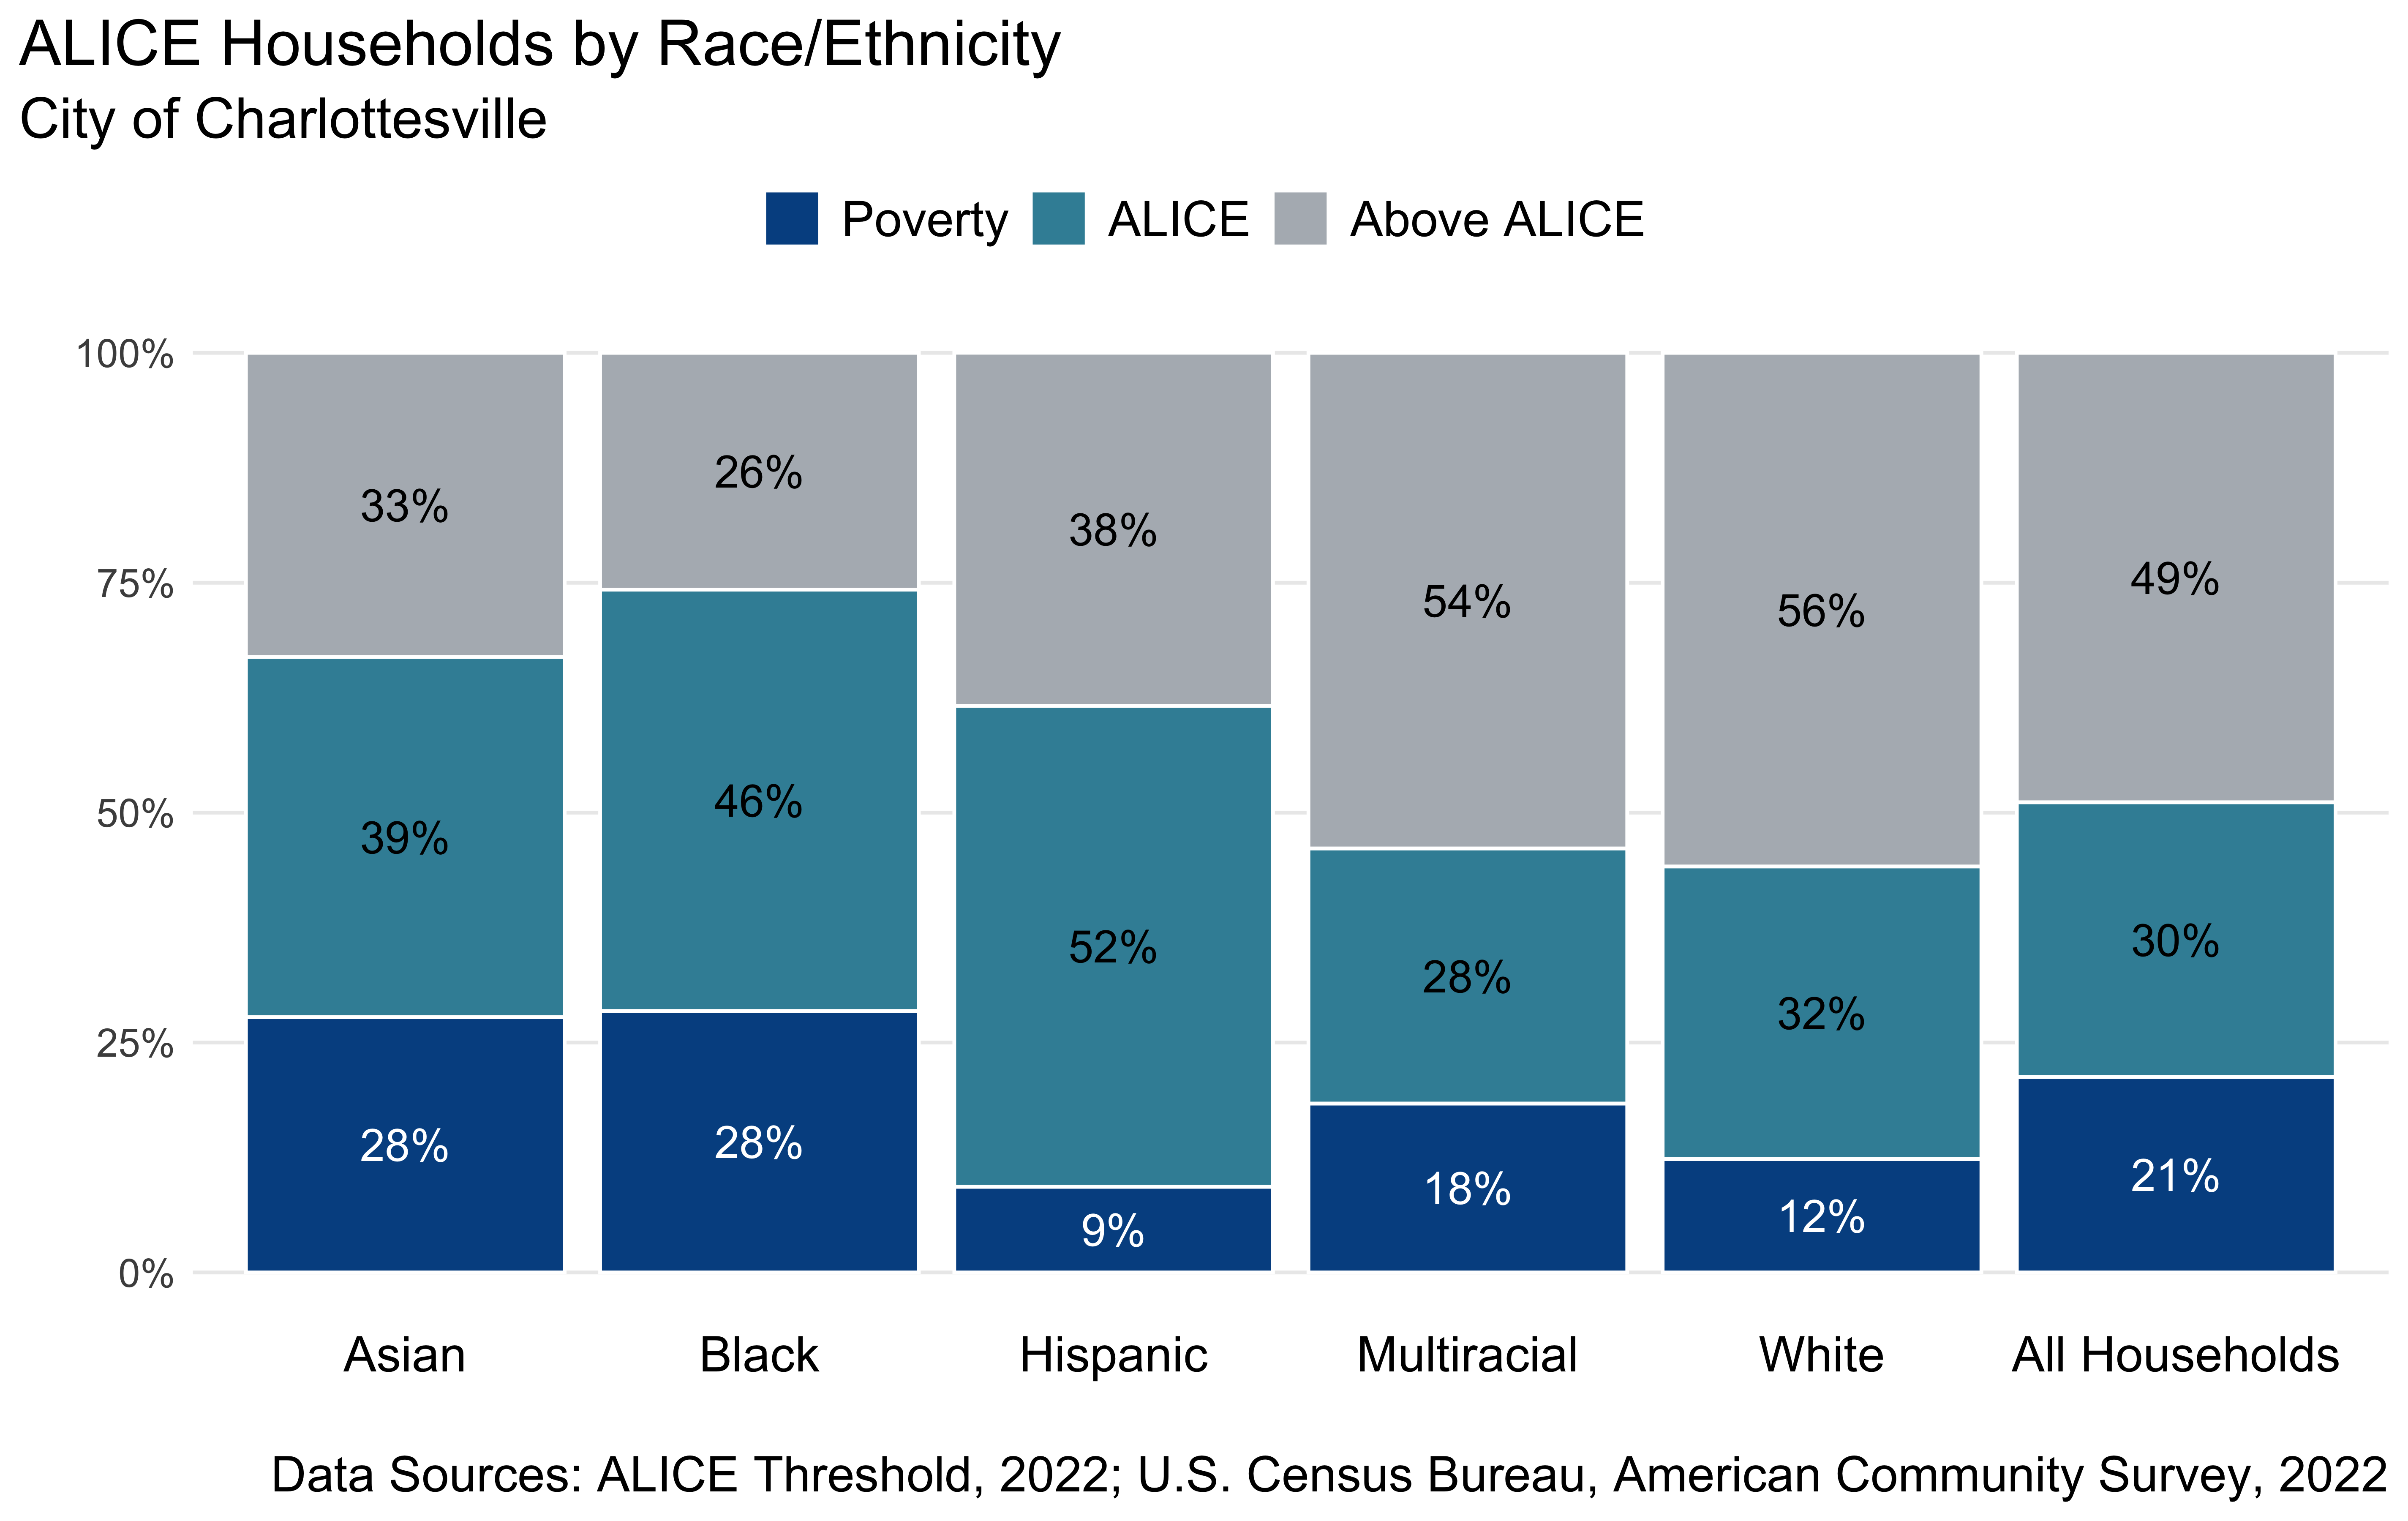 ALICE Households by Race/Ethnicity
City of Charlottesville
Poverty ALICE Above ALICE
100%
75%
50%
25%
0%
33% 26% 38% 54% 56% 49%
39% 46% 52% 28% 32% 30%
28% 28% 9% 18% 12% 21%
Asian Black Hispanic Multiracial White All Households
Data Sources: ALICE Threshold, 2022; U.S. Census Bureau, American Community Survey, 2022